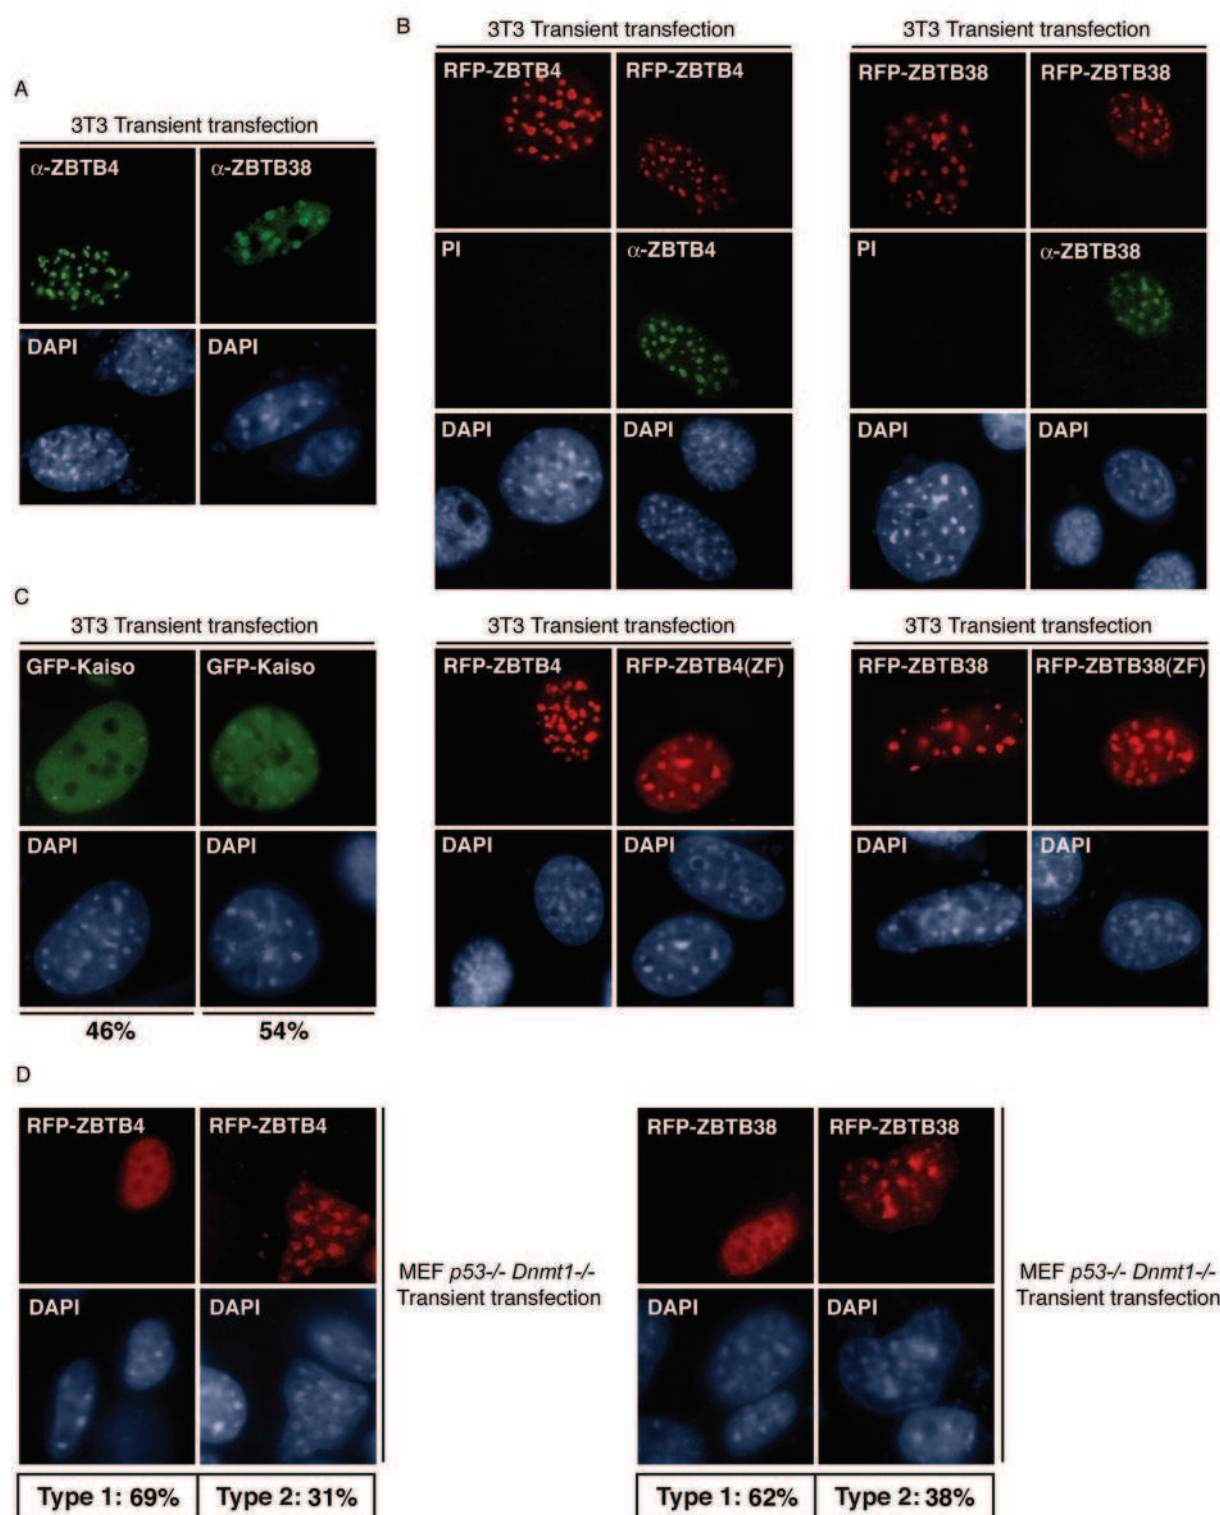 A
3T3 Transient transfection
α-ZBTB4
α-ZBTB38
DAPI
DAPI
B
3T3 Transient transfection
RFP-ZBTB4
RFP-ZBTB4
PI
α-ZBTB4
DAPI
DAPI
3T3 Transient transfection
RFP-ZBTB38
RFP-ZBTB38
PI
α-ZBTB38
DAPI
DAPI
C
3T3 Transient transfection
GFP-Kaiso
GFP-Kaiso
DAPI
DAPI
46%
54%
3T3 Transient transfection
RFP-ZBTB4
RFP-ZBTB4(ZF)
DAPI
DAPI
3T3 Transient transfection
RFP-ZBTB38
RFP-ZBTB38(ZF)
DAPI
DAPI
D
RFP-ZBTB4
RFP-ZBTB4
DAPI
DAPI
MEF p53-/- Dnmt1-/-
Transient transfection
Type 1: 69%
Type 2: 31%
RFP-ZBTB38
RFP-ZBTB38
DAPI
DAPI
MEF p53-/- Dnmt1-/-
Transient transfection
Type 1: 62%
Type 2: 38%